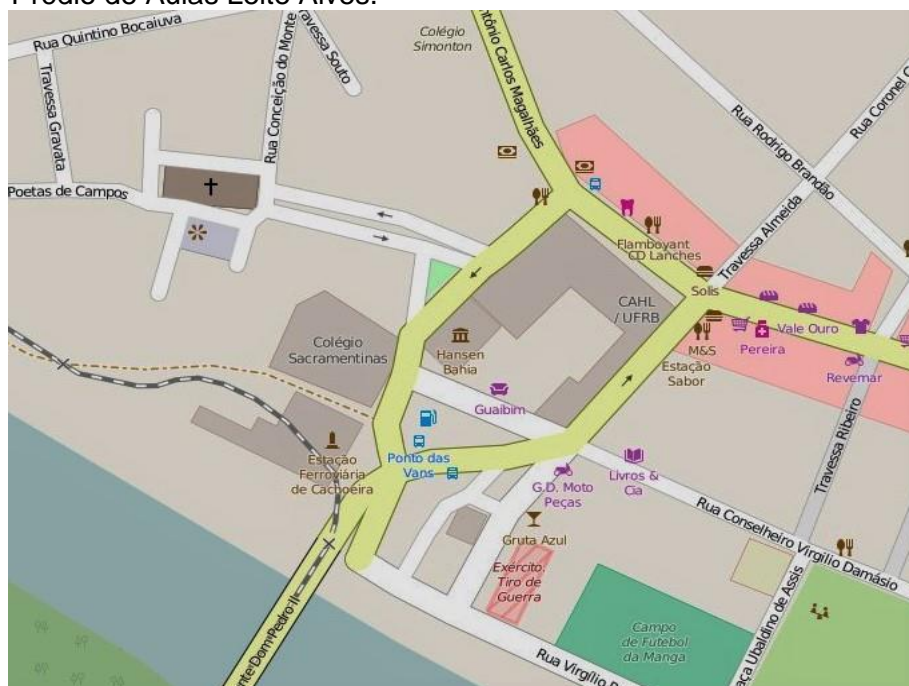 Prédio de Aulas Leite Alves.
Rua Quintino Bocaiuva
Travessa Souto
Colégio
Simonton
Antônio Carlos Magalhães
Rua Coronel
Travessa Gravata
Rua Conceição do Monte
Rua Rodrigo Brandão
Poetas de Campos
Travessa Almeida
Flamboyant
CD Lanches
Solis
CAHL
/ UFRB
Vale Ouro
Pereira
M&S
Estação
Sabor
Revemar
Colégio
Sacramentinas
Hansen
Bahia
Guaibim
Travessa Ribeiro
Estação
Ferroviária
de Cachoeira
Ponto das
Vans
G.D. Moto
Peças
Livros &
Cia
Rua Conselheiro Virgílio Damásio
Gruta Azul
Exército.
Tiro de
Guerra
Campo
de Futebol
da Manga
Ubaldino de Assis
Dom Pedro II
Rua Virgílio